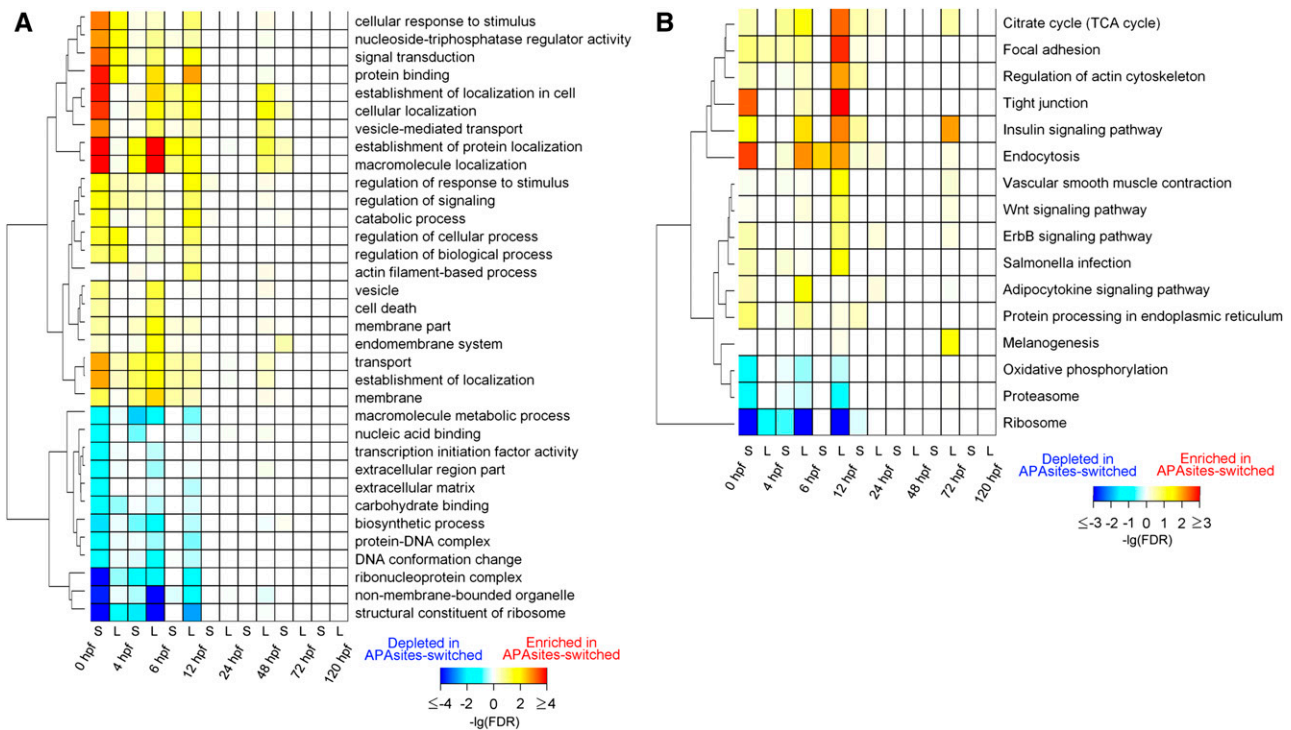 A
cellular response to stimulus
nucleoside-triphosphatase regulator activity
signal transduction
protein binding
establishment of localization in cell
cellular localization
vesicle-mediated transport
establishment of protein localization
macromolecule localization
regulation of response to stimulus
regulation of signaling
catabolic process
regulation of cellular process
regulation of biological process
actin filament-based process
vesicle
cell death
membrane part
endomembrane system
transport
establishment of localization
membrane
macromolecule metabolic process
nucleic acid binding
transcription initiation factor activity
extracellular region part
extracellular matrix
carbohydrate binding
biosynthetic process
protein-DNA complex
DNA conformation change
ribonucleoprotein complex
non-membrane-bounded organelle
structural constituent of ribosome
S L S L S L S L S L S L S L
0 hpf 4 hpf 6 hpf 12 hpf 24 hpf 48 hpf 72 hpf 120 hpf
Depleted in
APAsites-switched
Enriched in
APAsites-switched
≤-4 -2 0 2 ≥4
-lg(FDR)
B
Citrate cycle (TCA cycle)
Focal adhesion
Regulation of actin cytoskeleton
Tight junction
Insulin signaling pathway
Endocytosis
Vascular smooth muscle contraction
Wnt signaling pathway
ErbB signaling pathway
Salmonella infection
Adipocytokine signaling pathway
Protein processing in endoplasmic reticulum
Melanogenesis
Oxidative phosphorylation
Proteasome
Ribosome
S L S L S L S L S L S L S L
0 hpf 4 hpf 6 hpf 12 hpf 24 hpf 48 hpf 72 hpf 120 hpf
Depleted in
APAsites-switched
Enriched in
APAsites-switched
≤-3 -2 -1 0 1 2 ≥3
-lg(FDR)